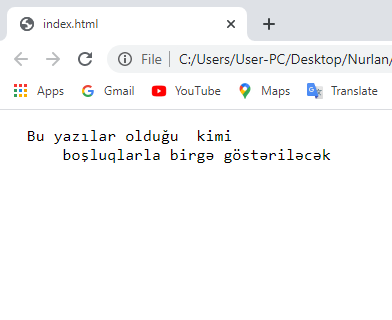 index.html
File | C:/Users/User-PC/Desktop/Nurlan/
Apps Gmail YouTube Maps Translate
Bu yazılar olduğu  kimi
    boşluqlarla birgə göstəriləcək